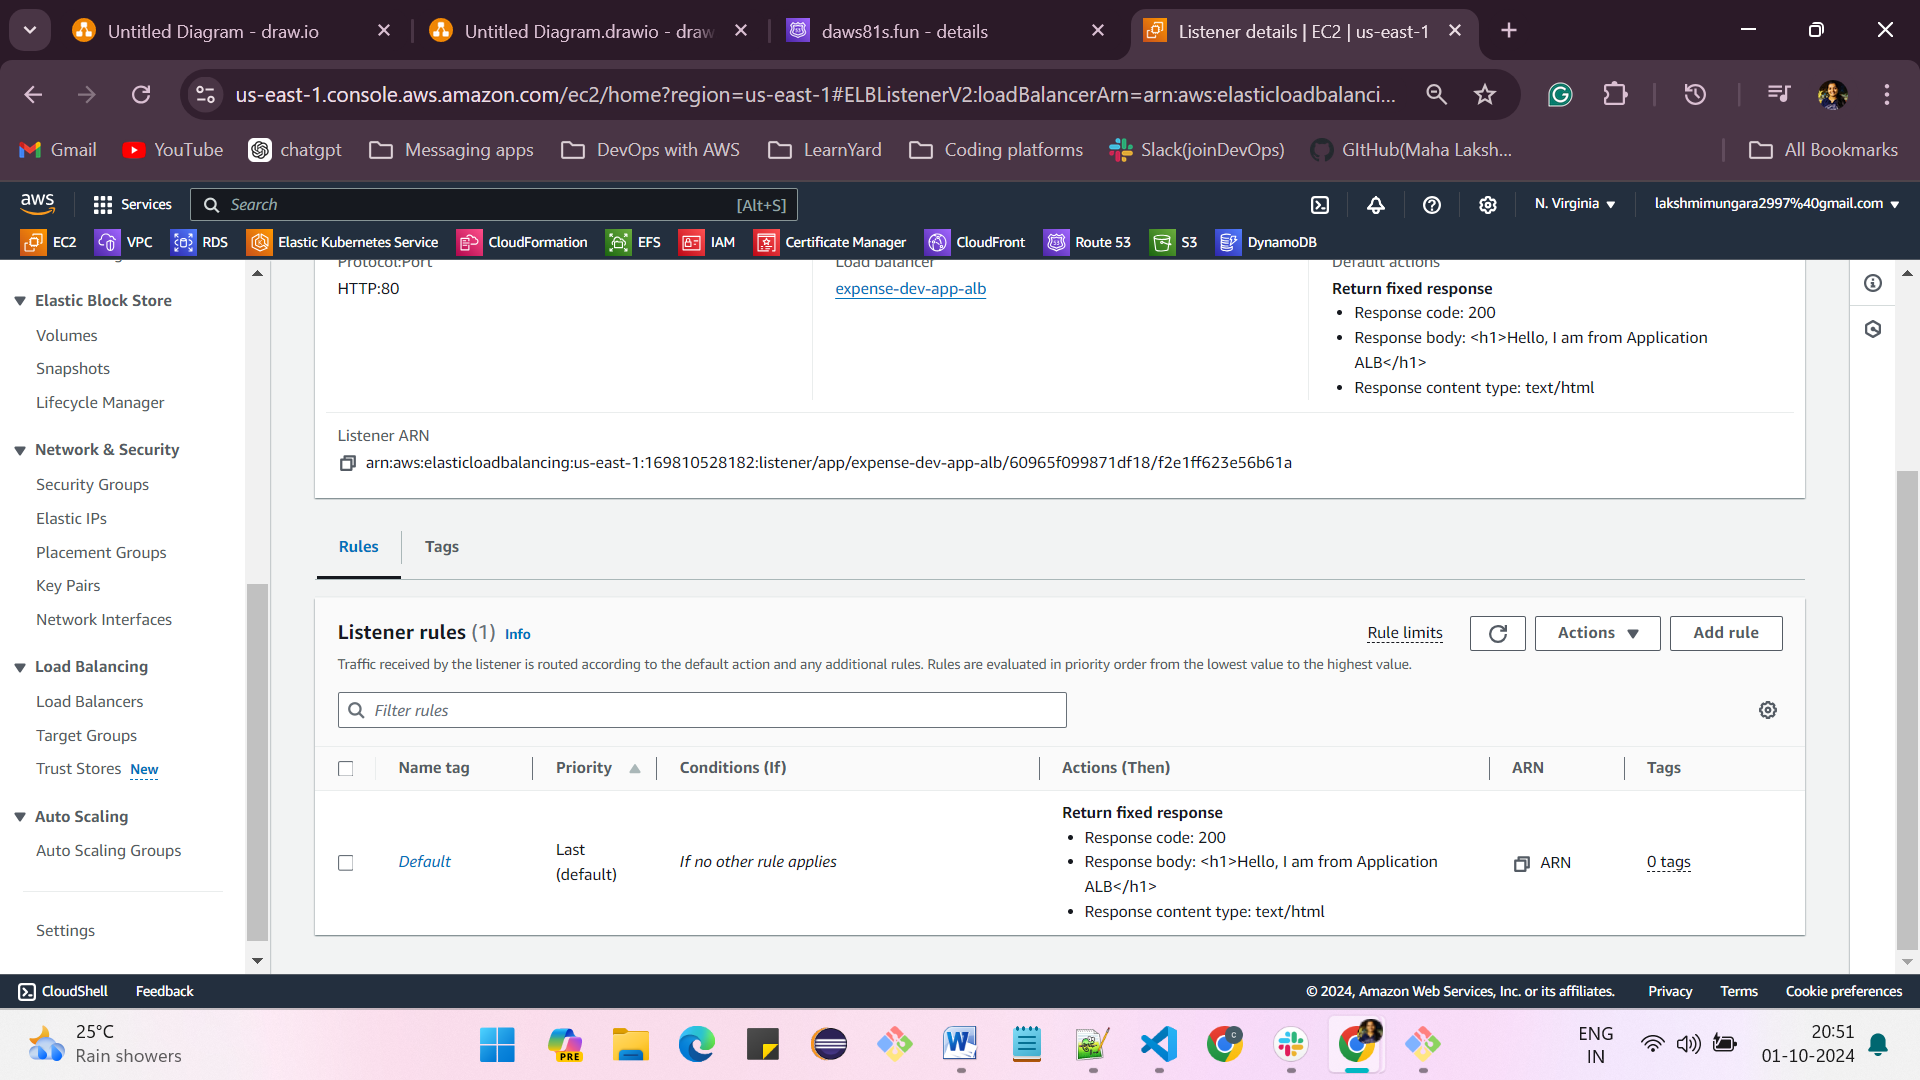 Untitled Diagram - draw.io
Untitled Diagram.drawio - draw
daws81s.fun - details
Listener details | EC2 | us-east-1
us-east-1.console.aws.amazon.com/ec2/home?region=us-east-1#ELBListenerV2:loadBalancerArn=arn:aws:elasticloadbalanci...
Gmail
YouTube
chatgpt
Messaging apps
DevOps with AWS
LearnYard
Coding platforms
Slack(joinDevOps)
GItHub(Maha Laksh...
All Bookmarks
aws
Services
Search
[Alt+S]
N. Virginia
lakshmimungara2997%40gmail.com
EC2
VPC
RDS
Elastic Kubernetes Service
CloudFormation
EFS
IAM
Certificate Manager
CloudFront
Route 53
S3
DynamoDB
Elastic Block Store
Volumes
Snapshots
Lifecycle Manager
Network & Security
Security Groups
Elastic IPs
Placement Groups
Key Pairs
Network Interfaces
Load Balancing
Load Balancers
Target Groups
Trust Stores New
Auto Scaling
Auto Scaling Groups
Settings
Protocol:Port
HTTP:80
Load balancer
expense-dev-app-alb
Default actions
Return fixed response
• Response code: 200
• Response body: <h1>Hello, I am from Application
ALB</h1>
• Response content type: text/html
Listener ARN
arn:aws:elasticloadbalancing:us-east-1:169810528182:listener/app/expense-dev-app-alb/60965f099871df18/f2e1ff623e56b61a
Rules
Tags
Listener rules (1) Info
Rule limits
Actions
Add rule
Traffic received by the listener is routed according to the default action and any additional rules. Rules are evaluated in priority order from the lowest value to the highest value.
Filter rules
Name tag
Priority
Conditions (If)
Actions (Then)
ARN
Tags
Default
Last
(default)
If no other rule applies
Return fixed response
• Response code: 200
• Response body: <h1>Hello, I am from Application
ALB</h1>
• Response content type: text/html
ARN
0 tags
CloudShell
Feedback
© 2024, Amazon Web Services, Inc. or its affiliates.
Privacy
Terms
Cookie preferences
25°C
Rain showers
PRE
ENG
IN
20:51
01-10-2024